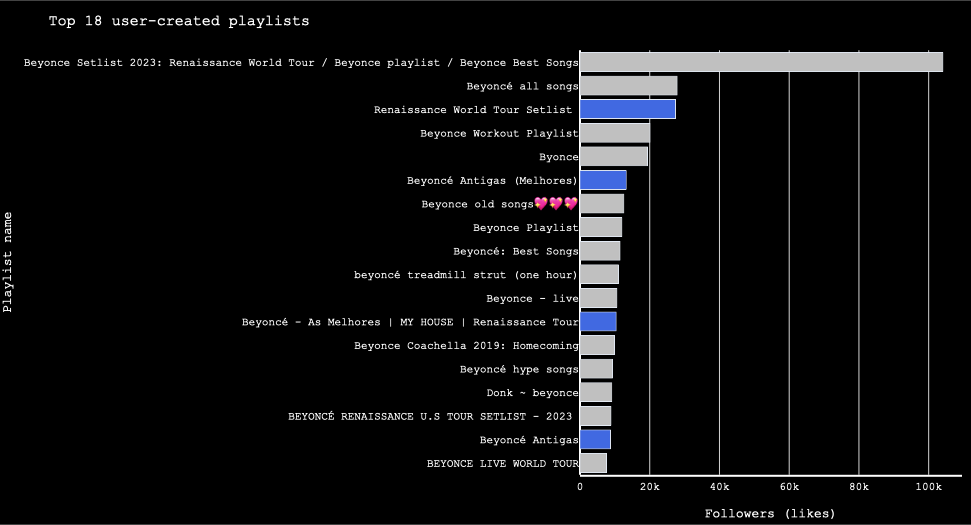 Top 18 user-created playlists
Beyonce Setlist 2023: Renaissance World Tour / Beyonce playlist / Beyonce Best Songs
Beyoncé all songs
Renaissance World Tour Setlist
Beyonce Workout Playlist
Byonce
Beyoncé Antigas (Melhores)
Beyonce old songs💖💖💖
Beyonce Playlist
Beyoncé: Best Songs
beyoncé treadmill strut (one hour)
Beyonce - live
Beyoncé - As Melhores | MY HOUSE | Renaissance Tour
Beyonce Coachella 2019: Homecoming
Beyoncé hype songs
Donk ~ beyonce
BEYONCÉ RENAISSANCE U.S TOUR SETLIST - 2023
Beyoncé Antigas
BEYONCE LIVE WORLD TOUR
Playlist name
0 20k 40k 60k 80k 100k
Followers (likes)